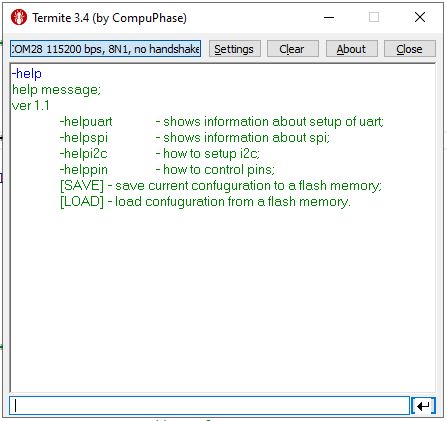 Termite 3.4 (by CompuPhase)
COM28 115200 bps, 8N1, no handshake Settings Clear About Close
-help
help message;
ver 1.1
-helpuart - shows information about setup of uart;
-helpspi - shows information about spi;
-helpi2c - how to setup i2c;
-helppin - how to control pins;
[SAVE] - save current confuguration to a flash memory;
[LOAD] - load confuguration from a flash memory.